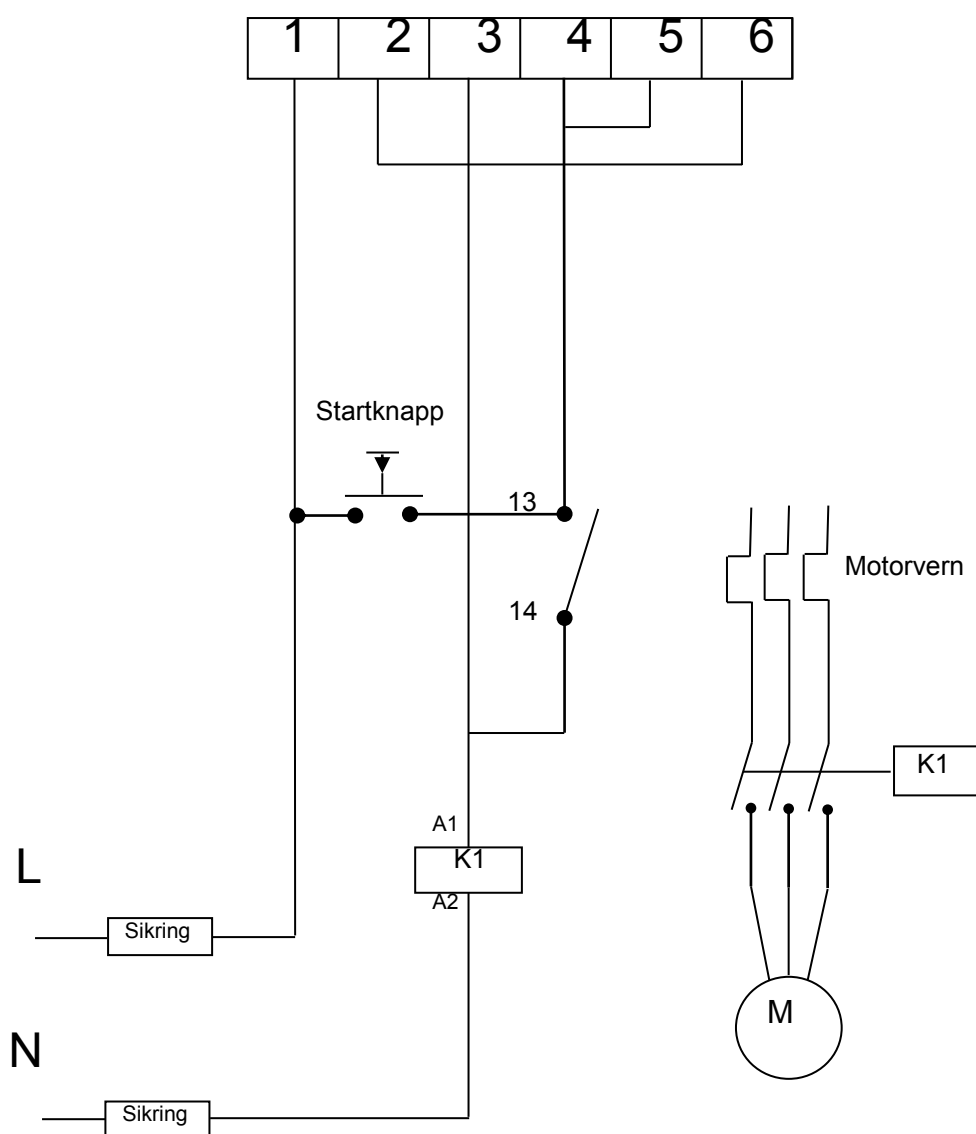 1 2 3 4 5 6
Startknapp
13
Motorvern
14
K1
A1
K1
A2
L
Sikring
M
N
Sikring